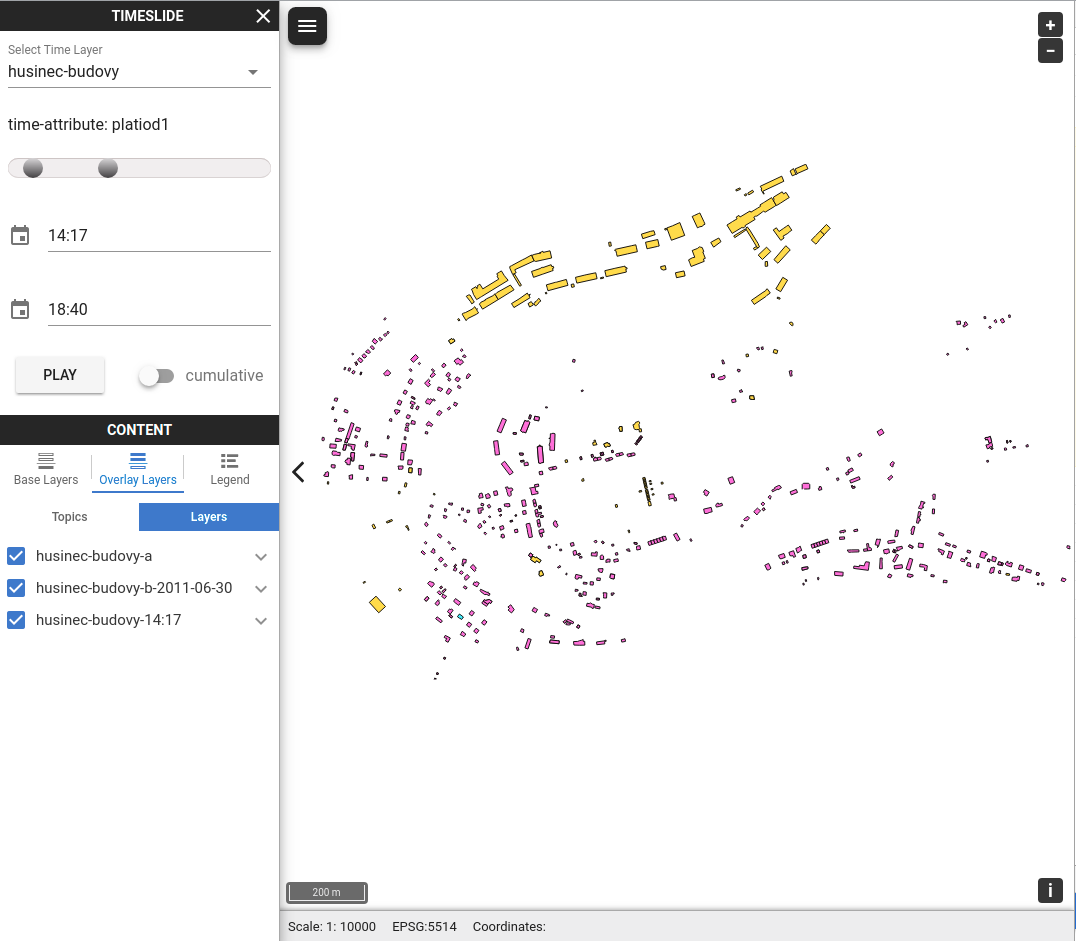 TIMESLIDE
Select Time Layer
husinec-budovy
time-attribute: platiod1
14:17
18:40
PLAY
cumulative
CONTENT
Base Layers
Overlay Layers
Legend
Topics
Layers
husinec-budovy-a
husinec-budovy-b-2011-06-30
husinec-budovy-14:17
+
−
200 m
i
Scale: 1: 10000 EPSG:5514 Coordinates: